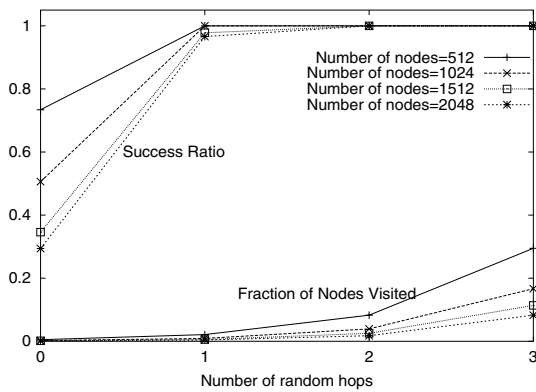 1
0.8
0.6
0.4
0.2
0
0
1
2
3
Number of nodes=512
Number of nodes=1024
Number of nodes=1512
Number of nodes=2048
Success Ratio
Fraction of Nodes Visited
Number of random hops